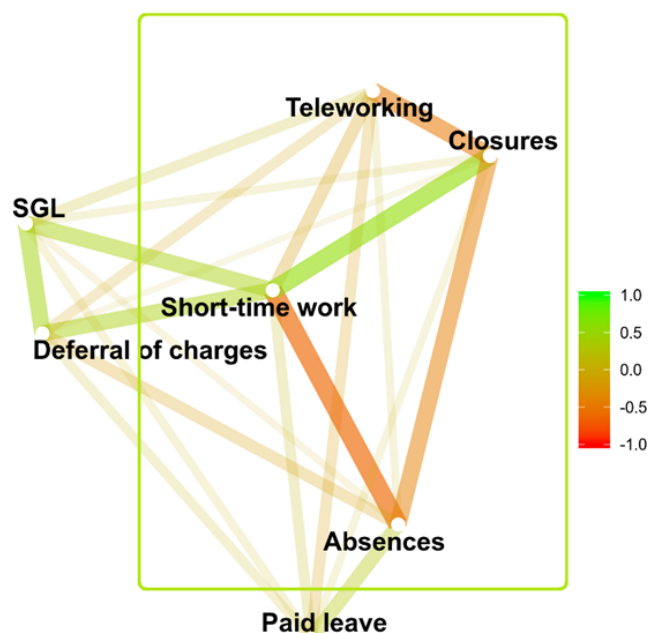 Teleworking
Closures
SGL
Short-time work
Deferral of charges
1.0
0.5
0.0
-0.5
-1.0
Absences
Paid leave